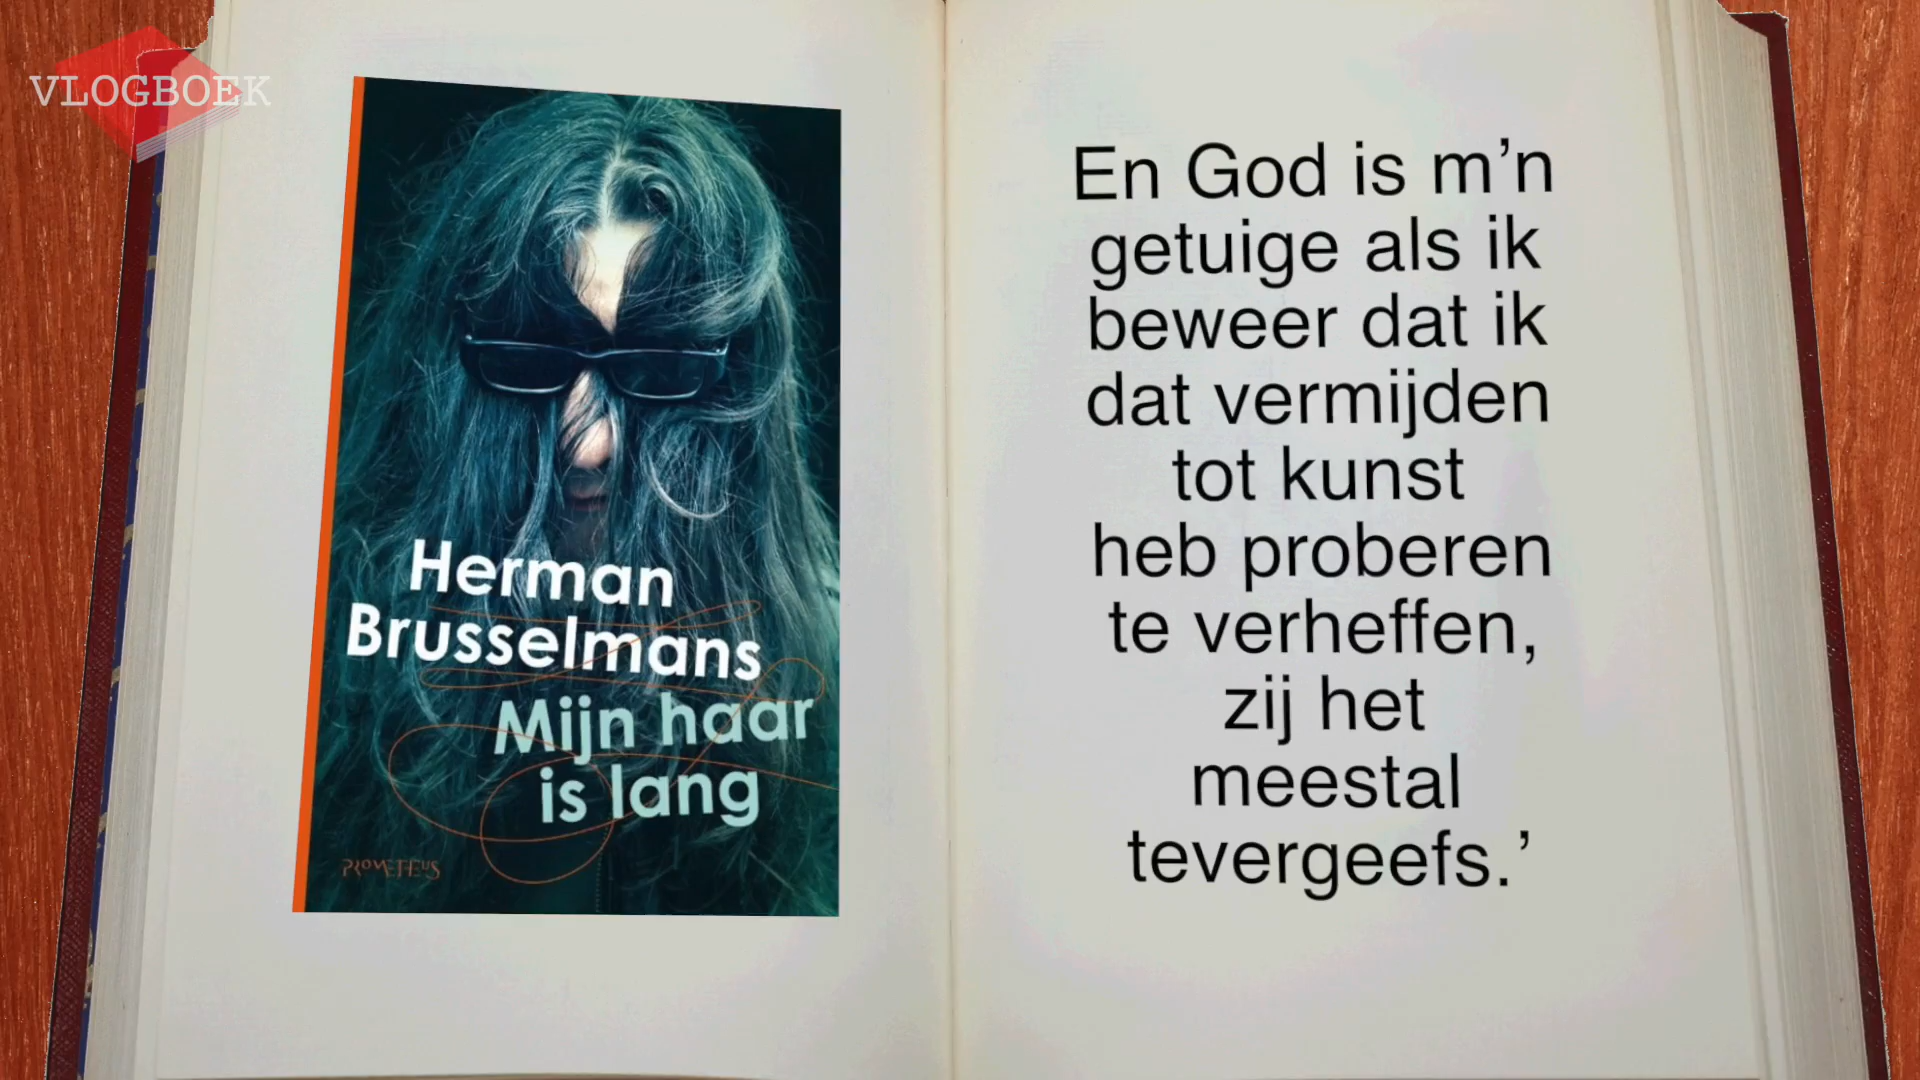 VLOGBOEK
Herman
Brusselmans
Mijn haar
is lang
PROMETEUS
En God is m’n
getuige als ik
beweer dat ik
dat vermijden
tot kunst
heb proberen
te verheffen,
zij het
meestal
tevergeefs.’